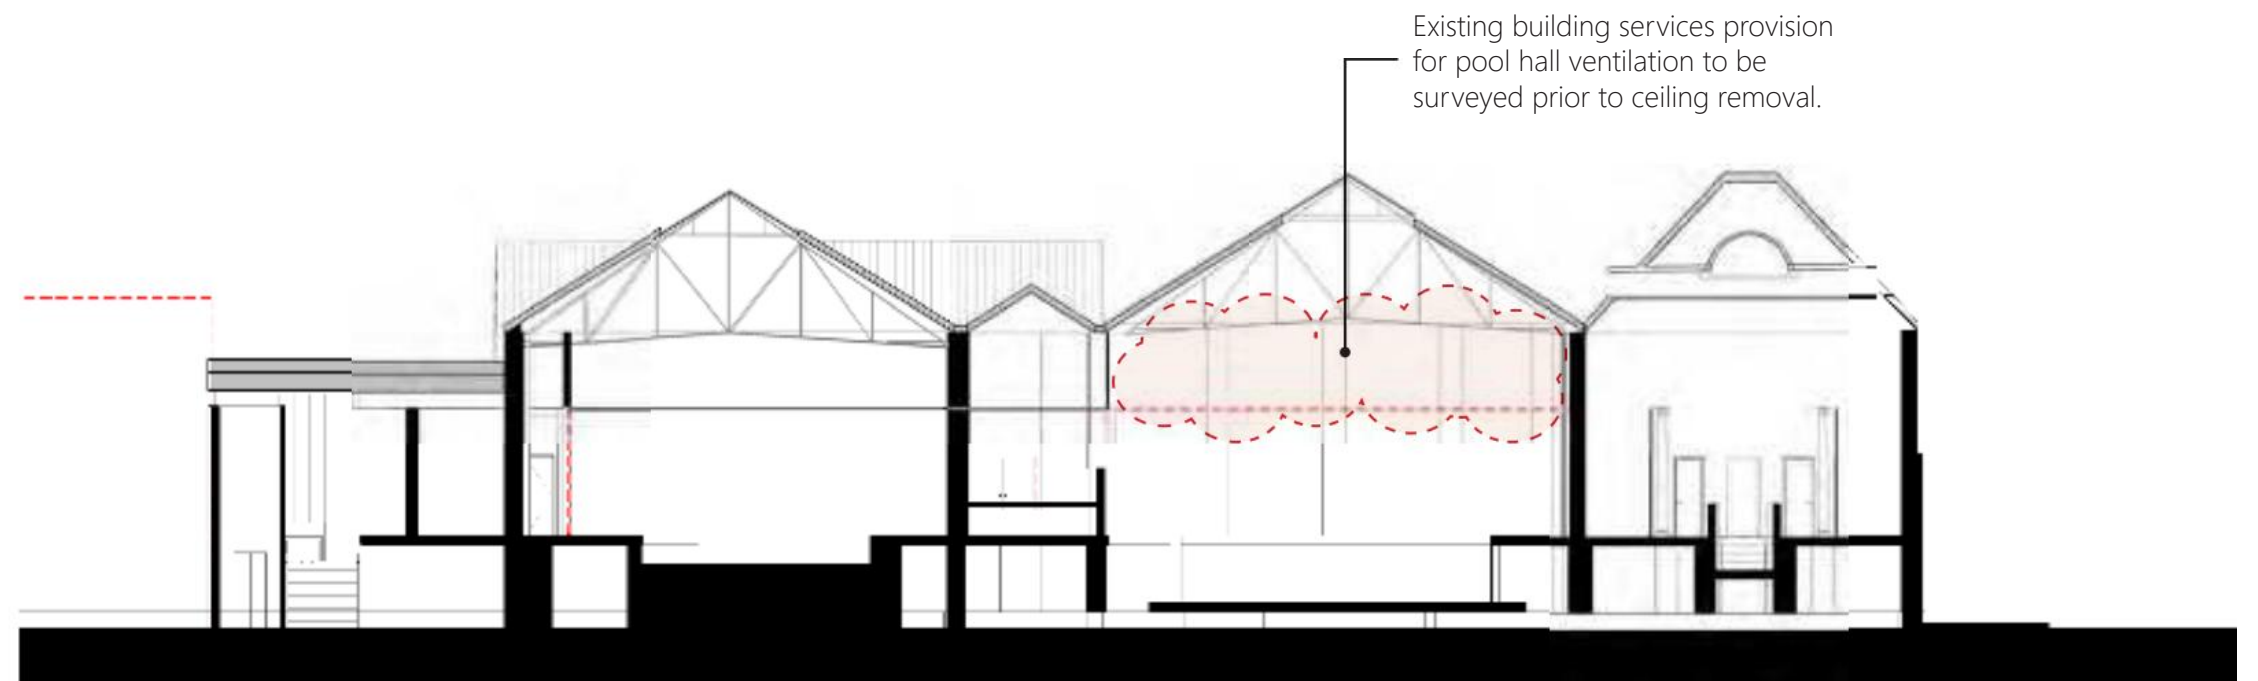 Existing building services provision
for pool hall ventilation to be
surveyed prior to ceiling removal.